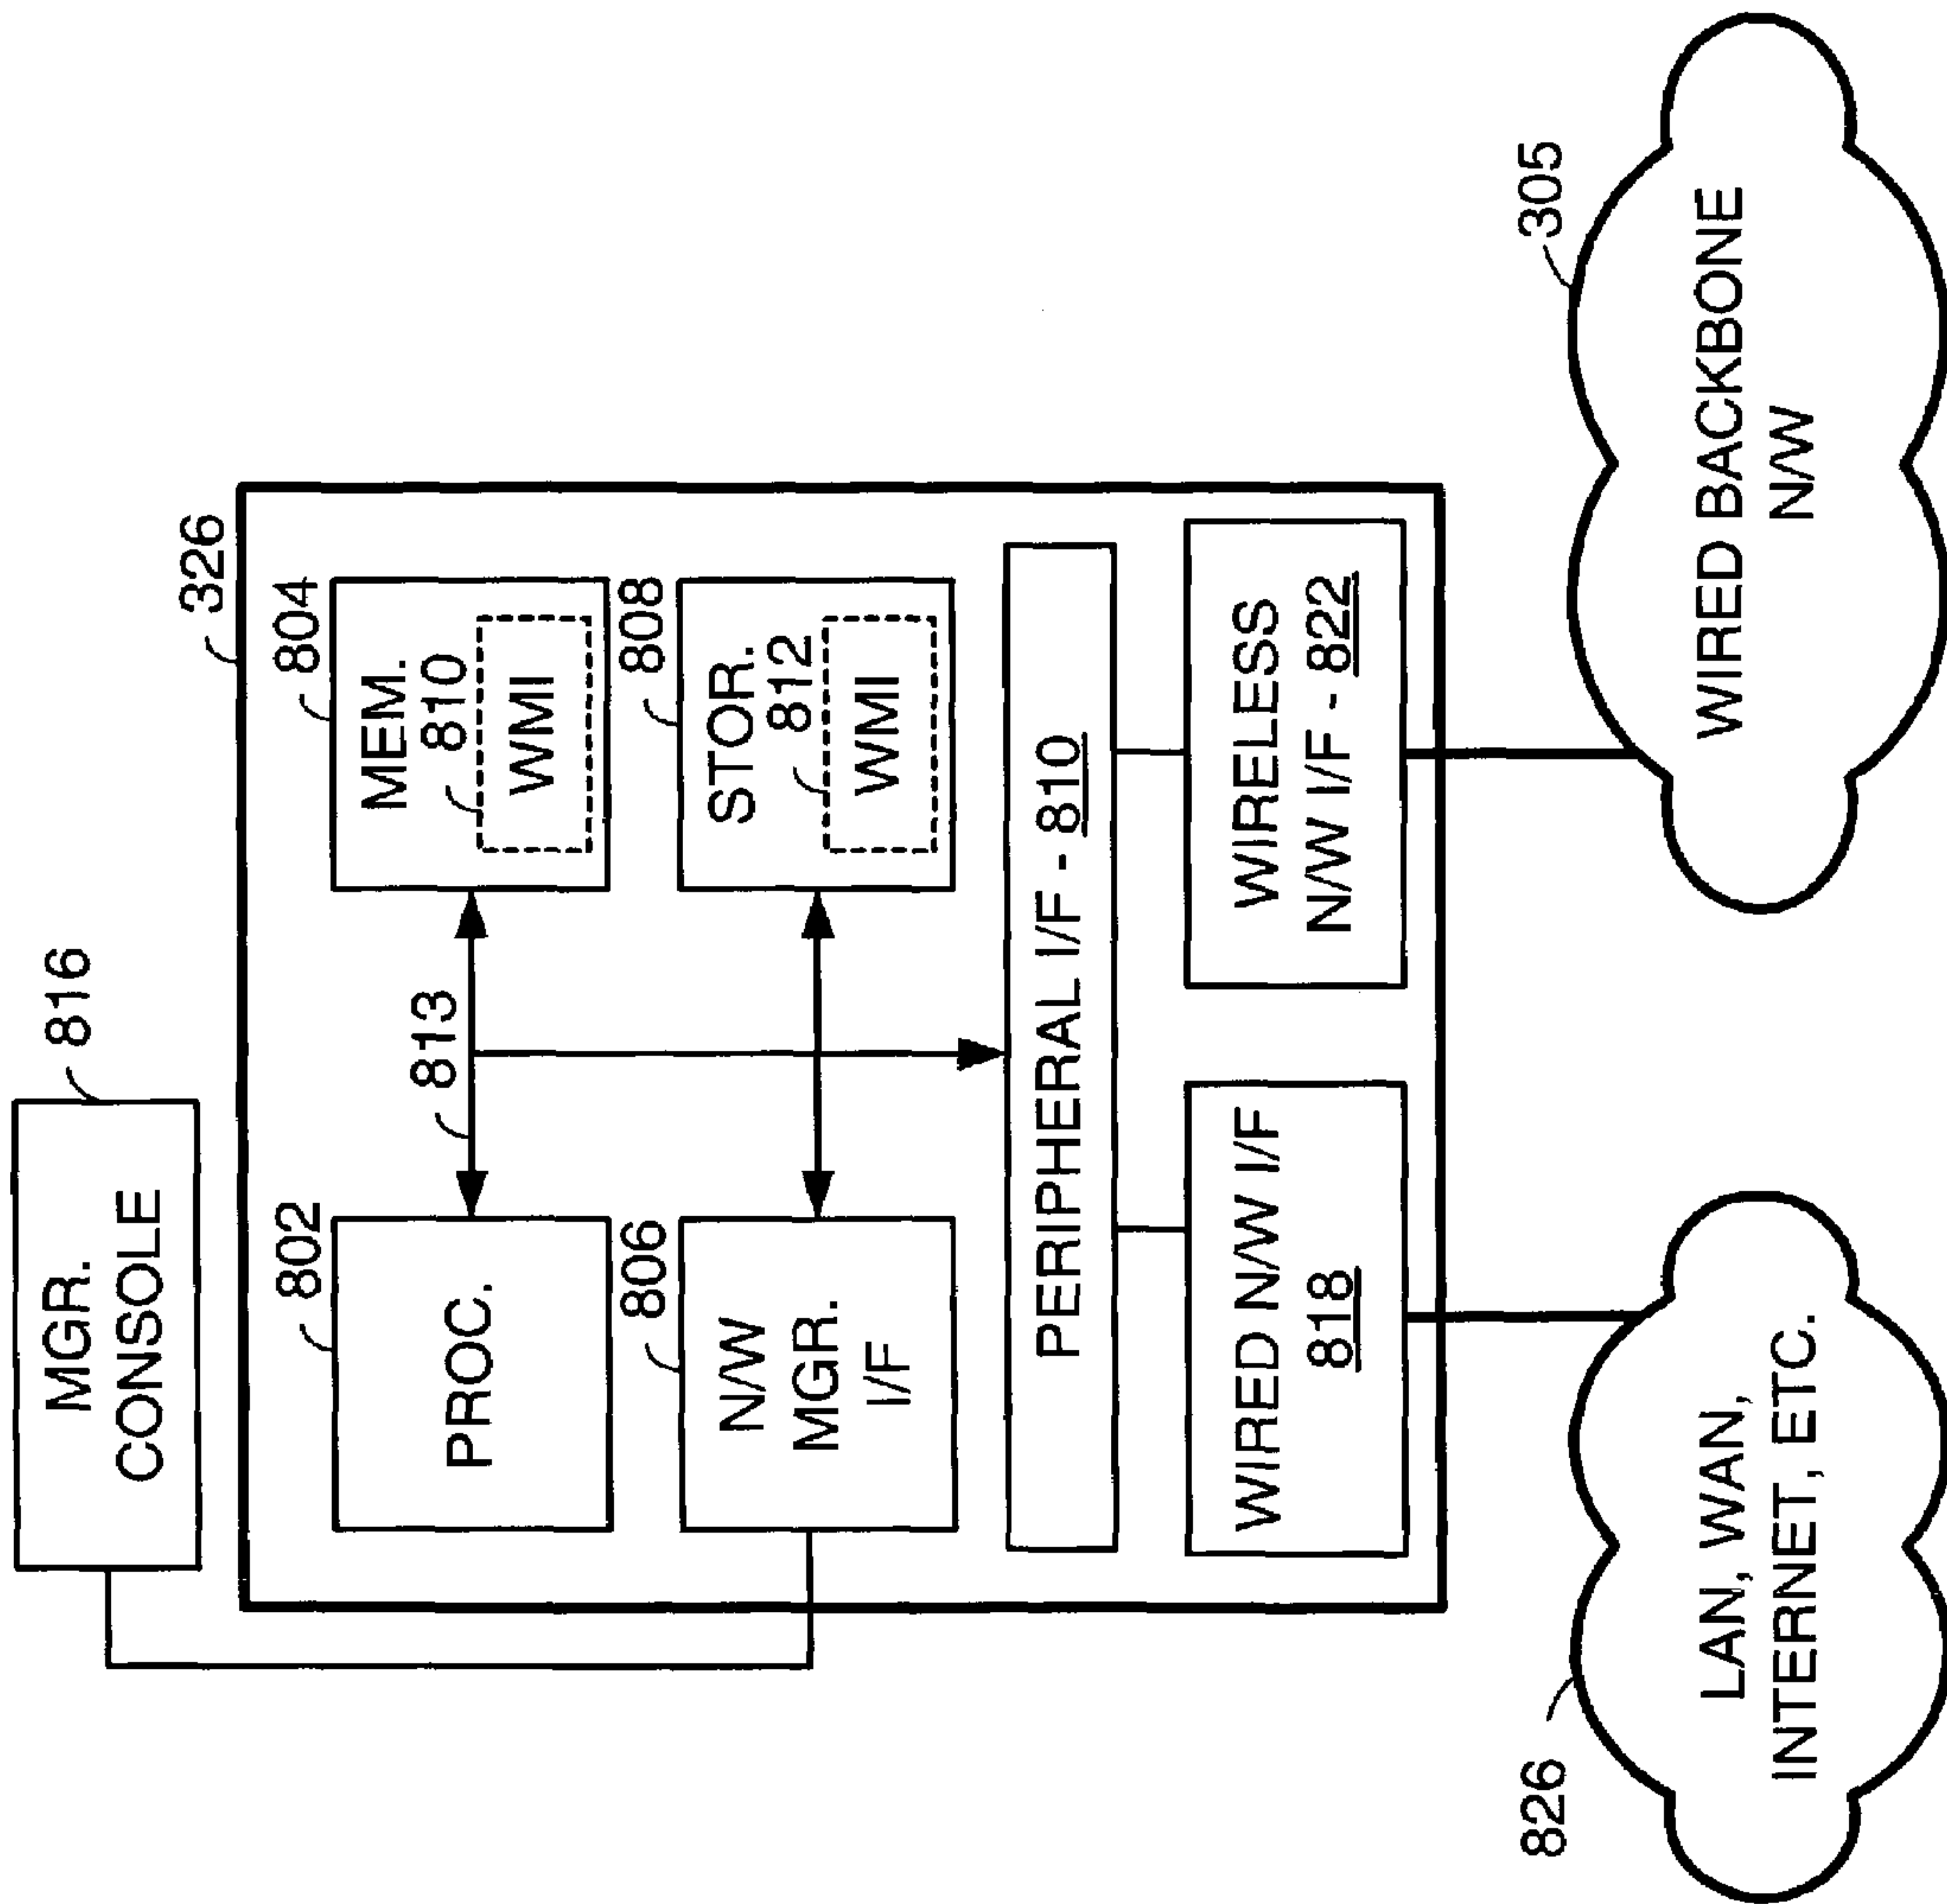 MGR.
CONSOLE
816
326
802
PROC.
813
804
MEM.
810
WMI
806
N/W
MGR.
I/F
808
STOR.
812
WMI
PERIPHERAL I/F - 810
WIRED N/W I/F
818
WIRELESS
N/W I/F - 822
826
LAN, WAN,
INTERNET, ETC.
305
WIRED BACKBONE
N/W